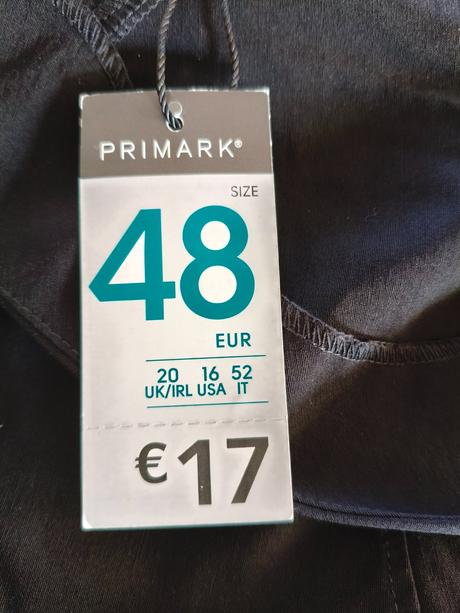 PRIMARK®
SIZE
48
EUR
20 16 52
UK/IRL USA IT
€17